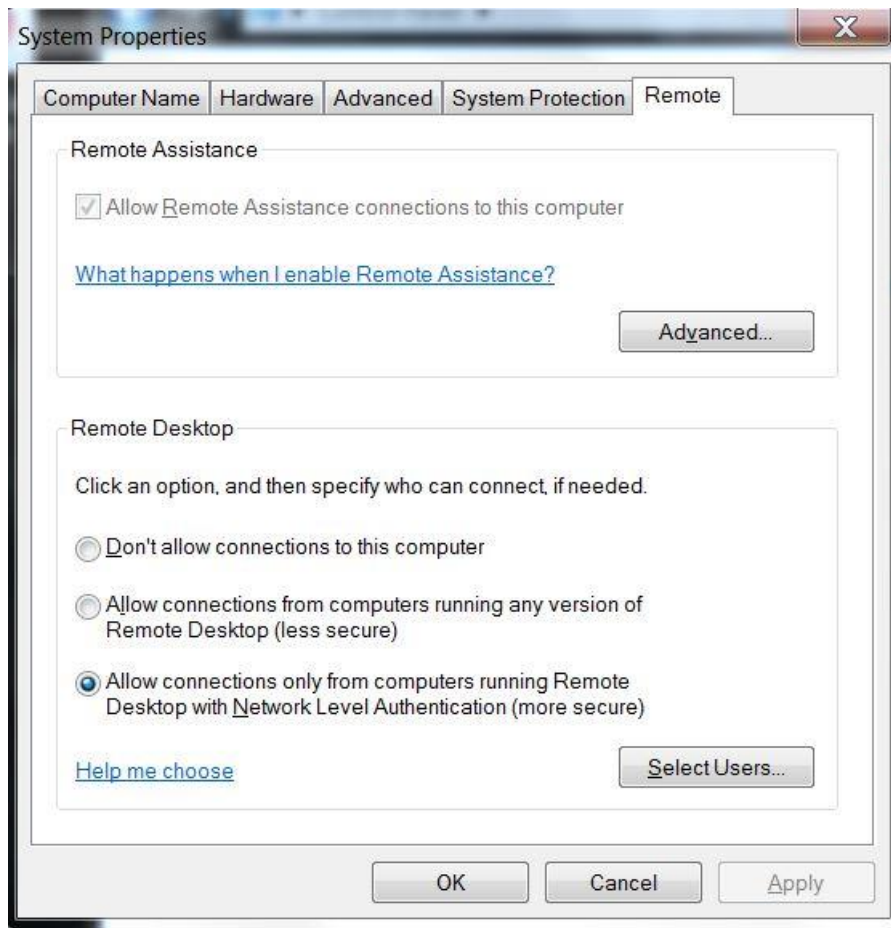 System Properties
X
Computer Name Hardware Advanced System Protection Remote
Remote Assistance
Allow Remote Assistance connections to this computer
What happens when I enable Remote Assistance?
Advanced...
Remote Desktop
Click an option, and then specify who can connect, if needed.
Don't allow connections to this computer
Allow connections from computers running any version of
Remote Desktop (less secure)
Allow connections only from computers running Remote
Desktop with Network Level Authentication (more secure)
Help me choose
Select Users...
OK Cancel Apply